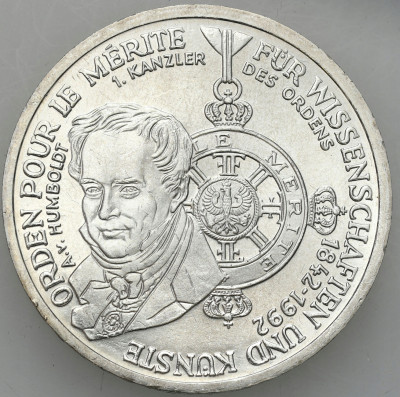 ORDEN POUR LE MÉRITE FÜR WISSENSCHAFTEN UND KÜNSTE
1. KANZLER DES ORDENS
A.v. HUMBOLDT
1842-1992
LE MERITE